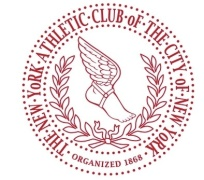 THE·NEW·YORK·ATHLETIC·CLUB·OF·THE·CITY·OF·NEW·YORK·
ORGANIZED 1868